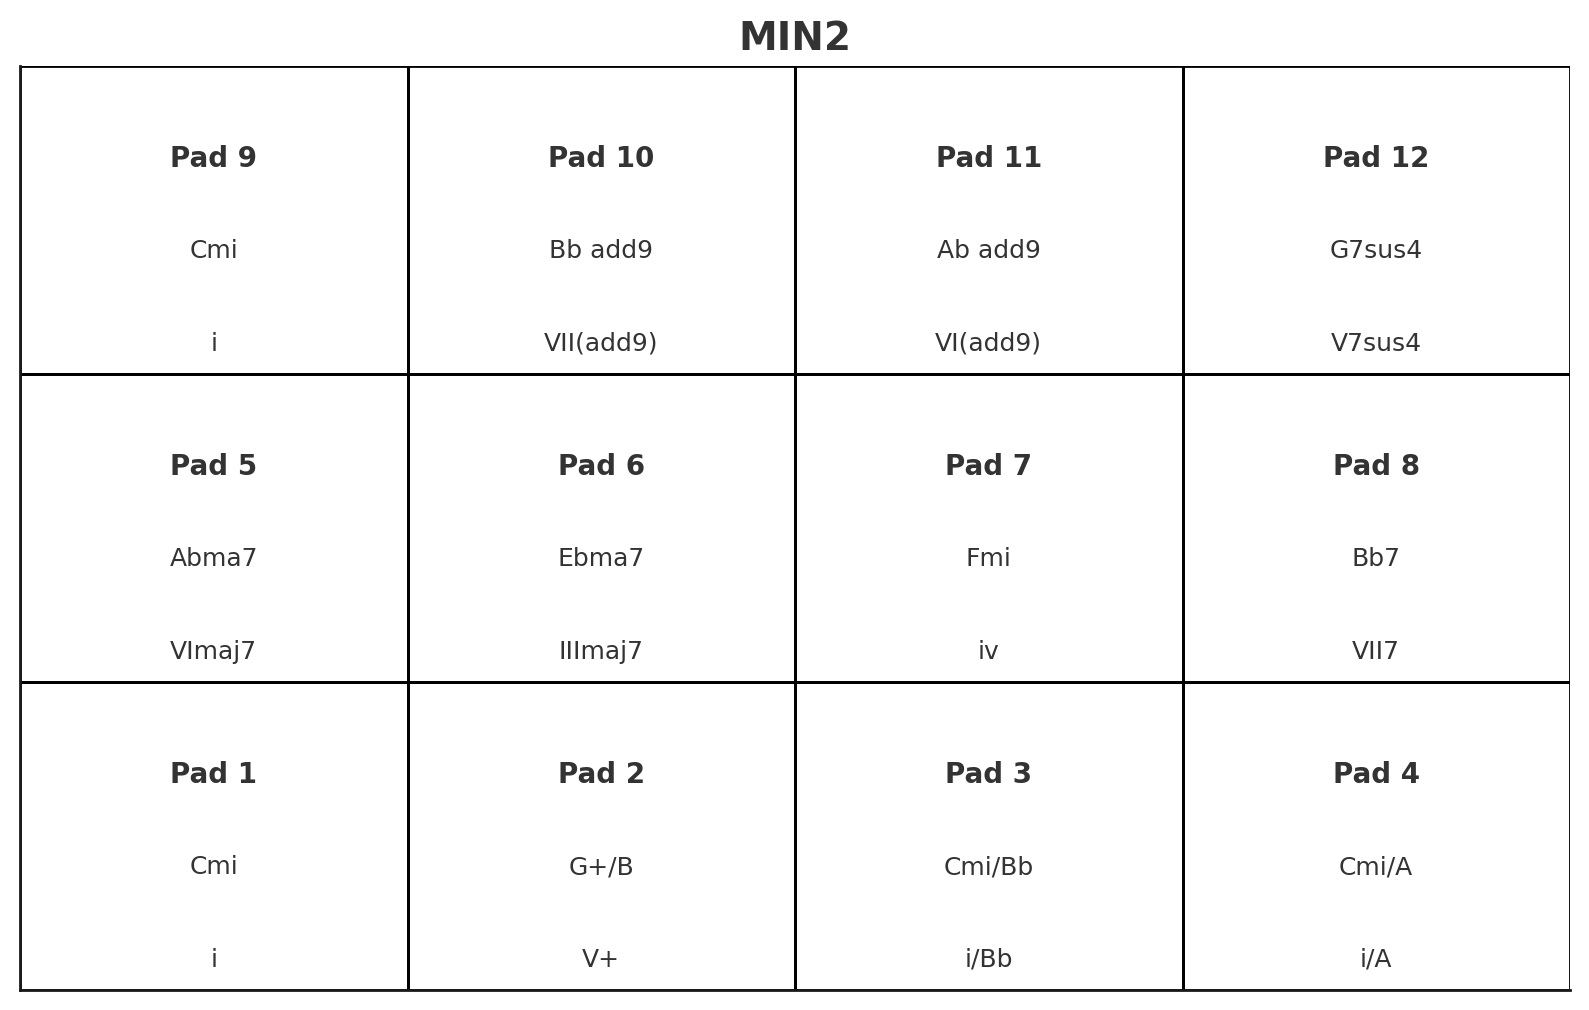 MIN2
Pad 9
Cmi
i
Pad 10
Bb add9
VII(add9)
Pad 11
Ab add9
VI(add9)
Pad 12
G7sus4
V7sus4
Pad 5
Abma7
VImaj7
Pad 6
Ebma7
IIImaj7
Pad 7
Fmi
iv
Pad 8
Bb7
VII7
Pad 1
Cmi
i
Pad 2
G+/B
V+
Pad 3
Cmi/Bb
i/Bb
Pad 4
Cmi/A
i/A